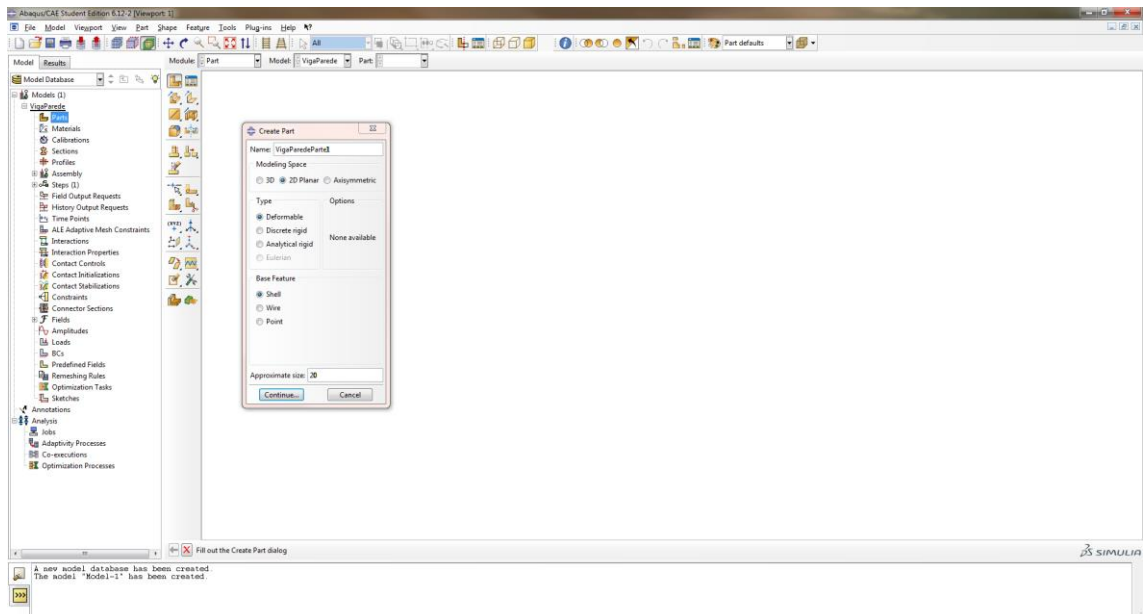 Abaqus/CAE Student Edition 6.12-2 [Viewport: 1]
File Model Viewport View Part Shape Feature Tools Plug-ins Help
All
Part defaults
Model Results
Module: Part Model: VigaParede Part:
Model Database
Models (1)
VigaParede
Parts
Materials
Calibrations
Sections
Profiles
Assembly
Steps (1)
Field Output Requests
History Output Requests
Time Points
ALE Adaptive Mesh Constraints
Interactions
Interaction Properties
Contact Controls
Contact Initializations
Contact Stabilizations
Constraints
Connector Sections
Fields
Amplitudes
Loads
BCs
Predefined Fields
Remeshing Rules
Optimization Tasks
Sketches
Annotations
Analysis
Jobs
Adaptivity Processes
Co-executions
Optimization Processes
(XYZ)
Create Part
Name: VigaParedeParte1
Modeling Space
3D 2D Planar Axisymmetric
Type Options
Deformable
Discrete rigid
Analytical rigid
Eulerian
None available
Base Feature
Shell
Wire
Point
Approximate size: 20
Continue... Cancel
Fill out the Create Part dialog
SIMULIA
A new model database has been created.
The model "Model-1" has been created.
>>>